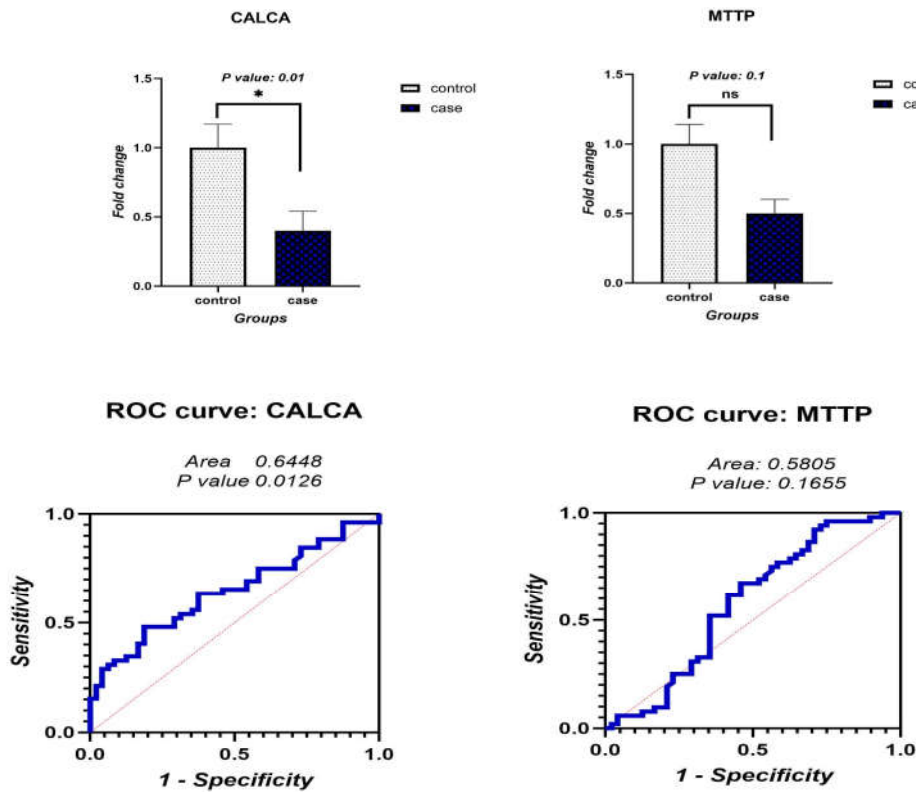 CALCA
P value: 0.01
*
Fold change
1.5
1.0
0.5
0.0
control
case
Groups
control
case
MTTP
P value: 0.1
ns
Fold change
1.5
1.0
0.5
0.0
control
case
Groups
co
ca
ROC curve: CALCA
Area 0.6448
P value 0.0126
Sensitivity
1.0
0.5
0.0
0.0 0.5 1.0
1 - Specificity
ROC curve: MTTP
Area: 0.5805
P value: 0.1655
Sensitivity
1.0
0.5
0.0
0.0 0.5 1.0
1 - Specificity